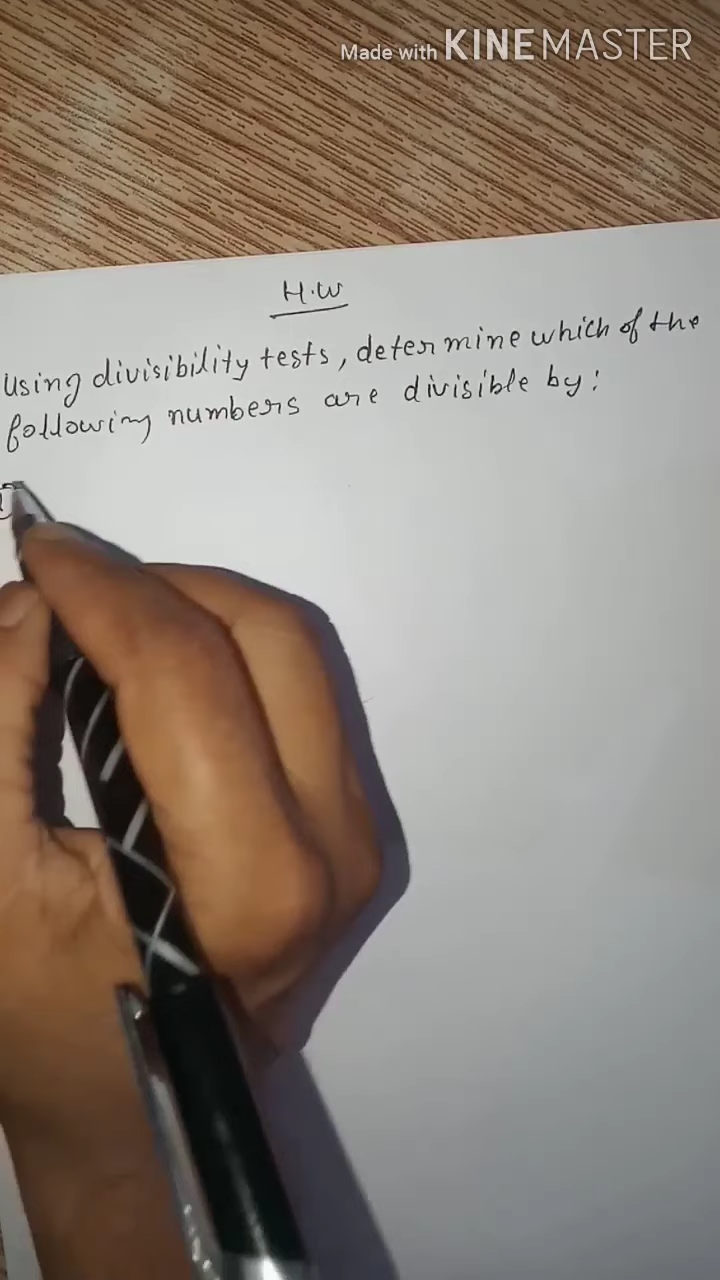 Made with KINEMASTER
H.W
Using divisibility tests, determine which of the
following numbers are divisible by: